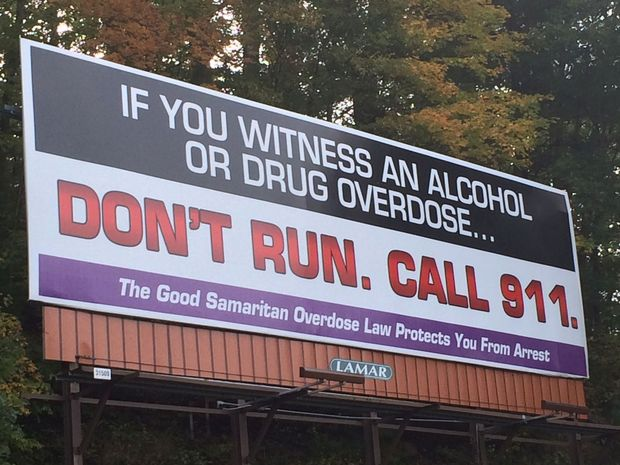 IF YOU WITNESS AN ALCOHOL
OR DRUG OVERDOSE...
DON'T RUN. CALL 911.
The Good Samaritan Overdose Law Protects You From Arrest
LAMAR